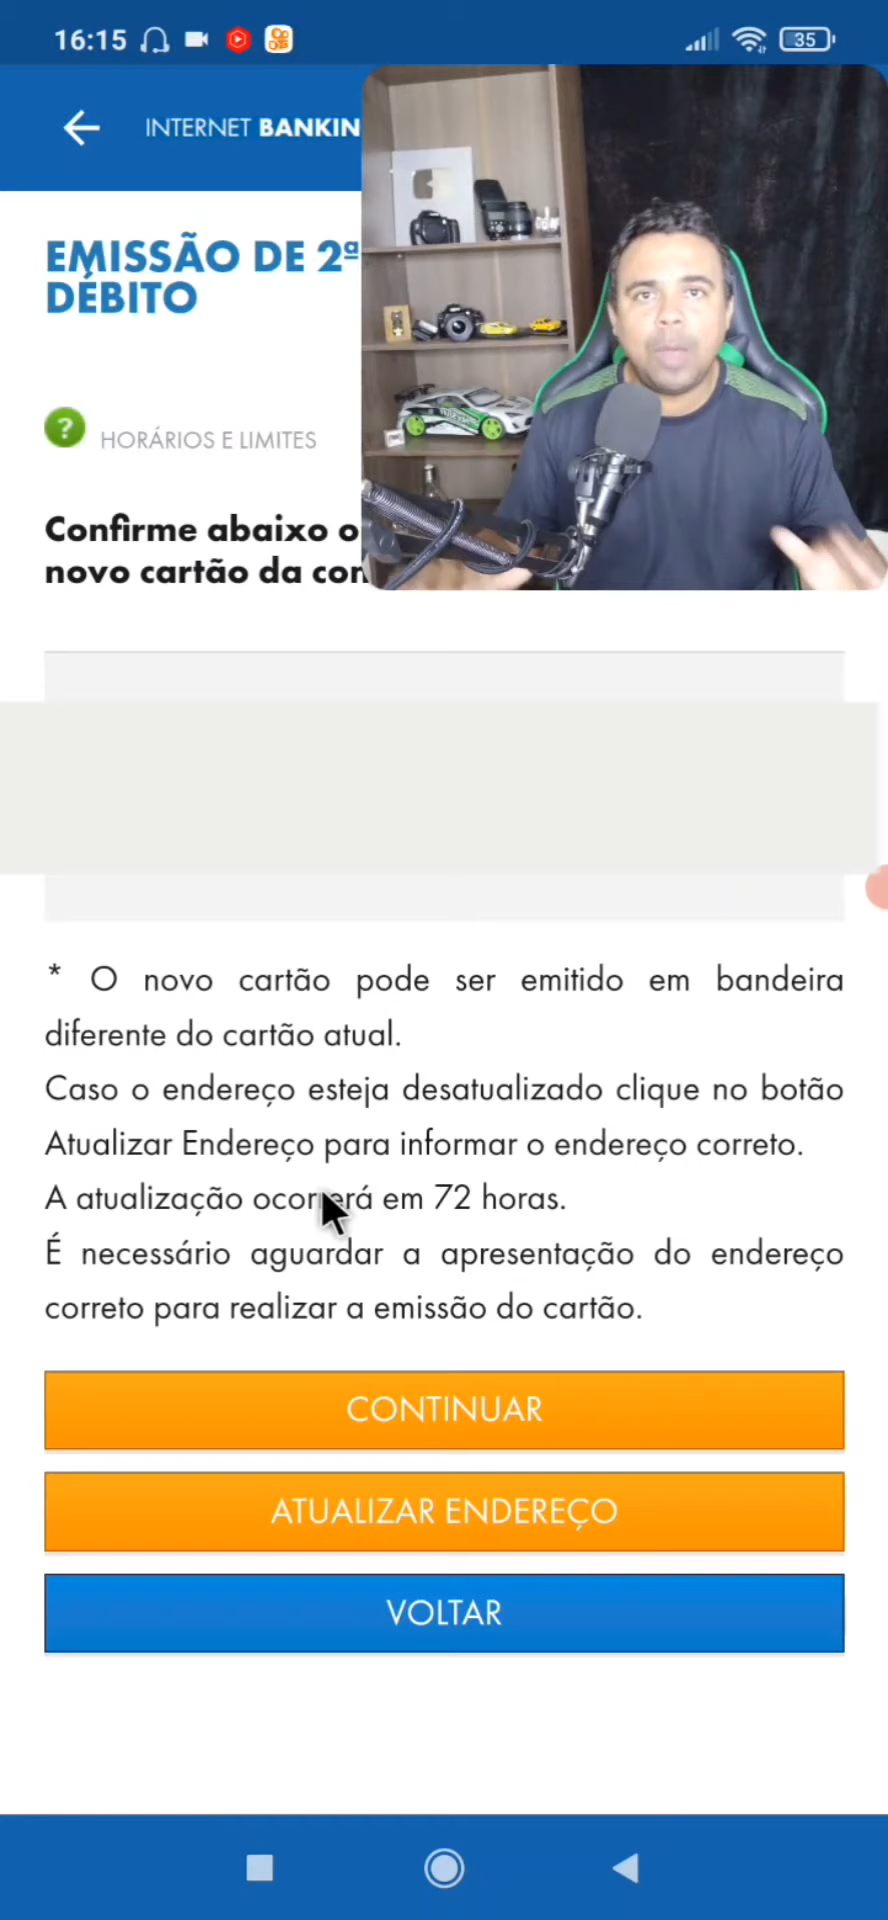 16:15
35
INTERNET BANKIN
EMISSÃO DE 2ª
DÉBITO
?
HORÁRIOS E LIMITES
Confirme abaixo o
novo cartão da con
* O novo cartão pode ser emitido em bandeira
diferente do cartão atual.
Caso o endereço esteja desatualizado clique no botão
Atualizar Endereço para informar o endereço correto.
A atualização ocorrerá em 72 horas.
É necessário aguardar a apresentação do endereço
correto para realizar a emissão do cartão.
CONTINUAR
ATUALIZAR ENDEREÇO
VOLTAR